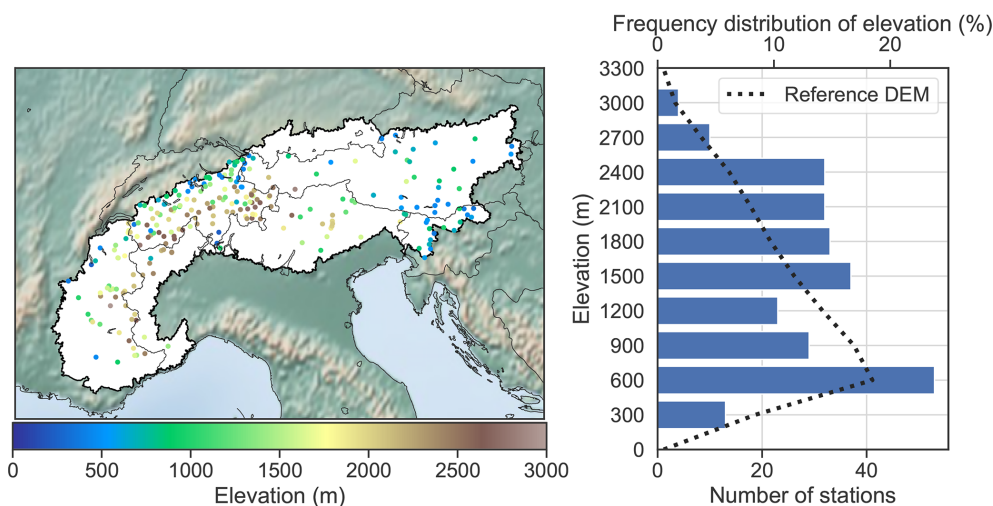 Frequency distribution of elevation (%)
0 10 20
3300
3000
2700
2400
2100
1800
1500
1200
900
600
300
0
Elevation (m)
Reference DEM
0 20 40
Number of stations
0 500 1000 1500 2000 2500 3000
Elevation (m)